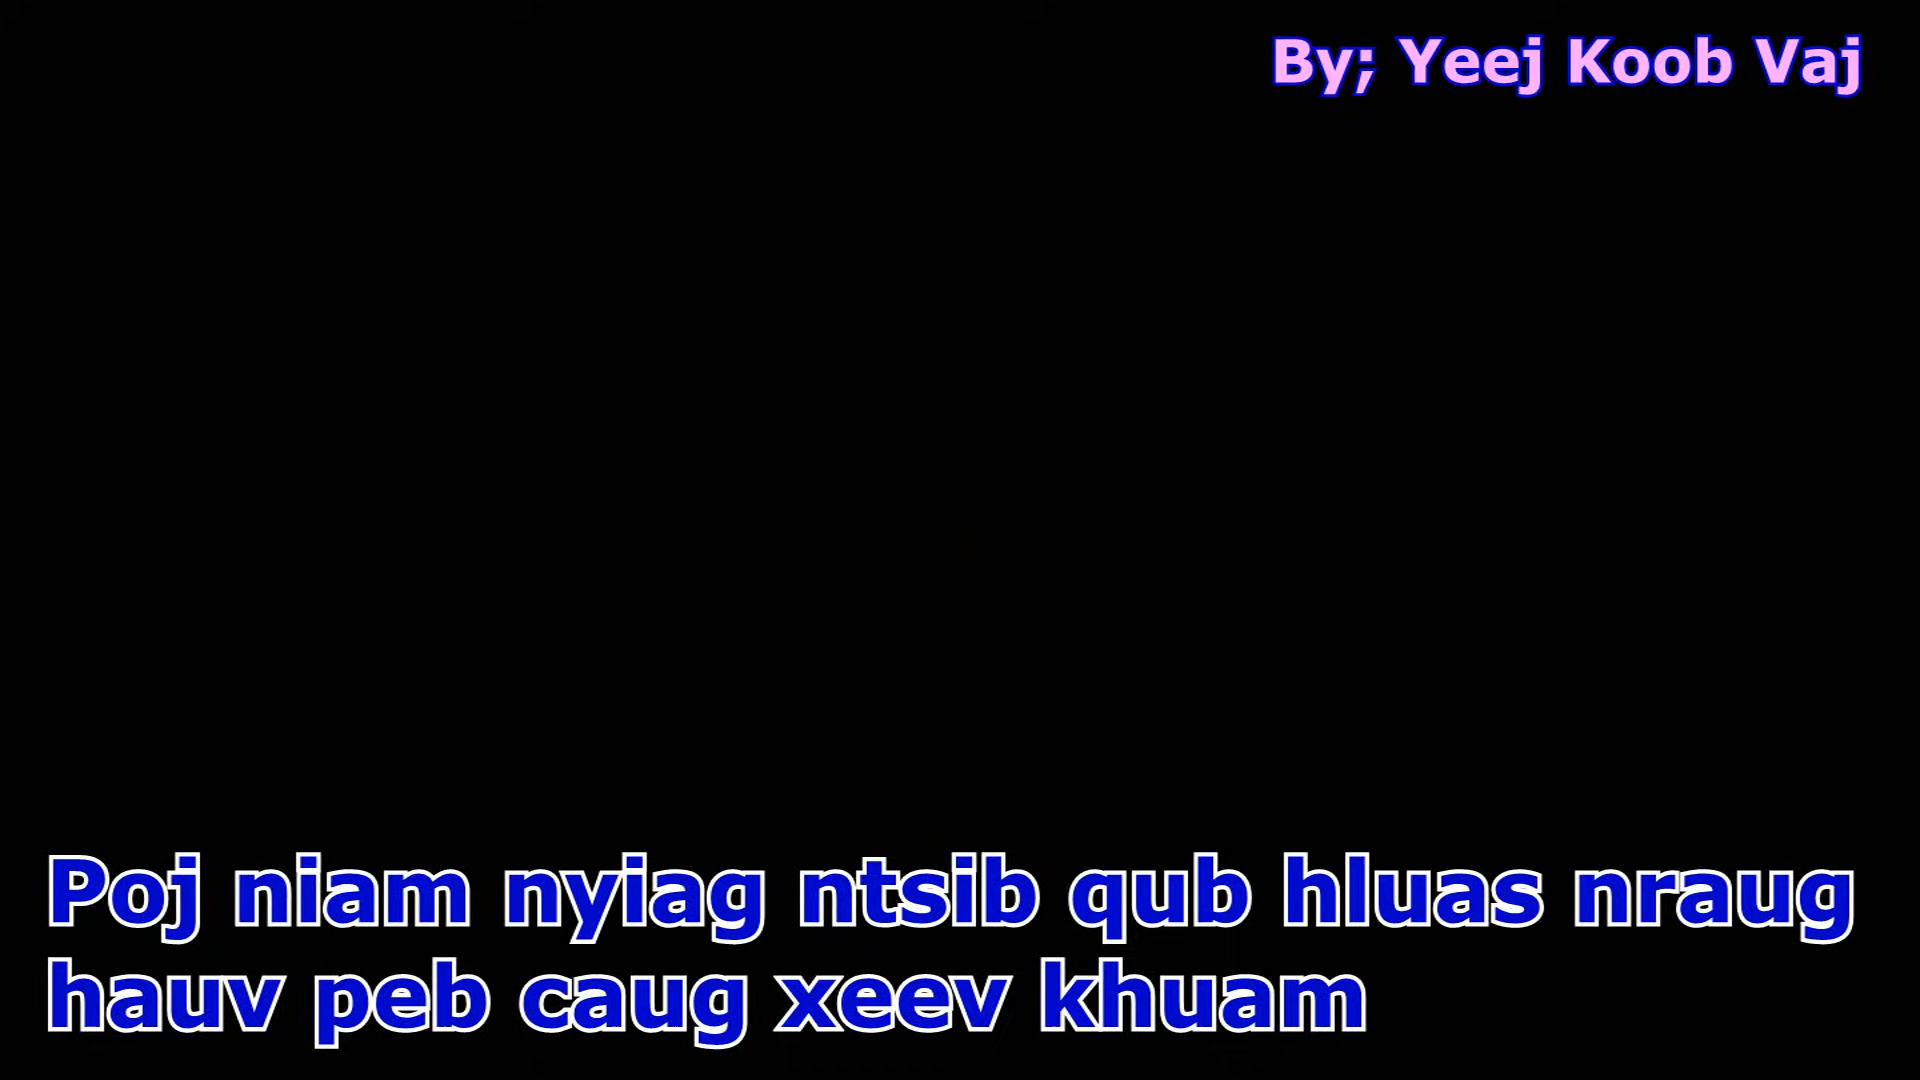 By; Yeej Koob Vaj
Poj niam nyiag ntsib qub hluas nraug
hauv peb caug xeev khuam